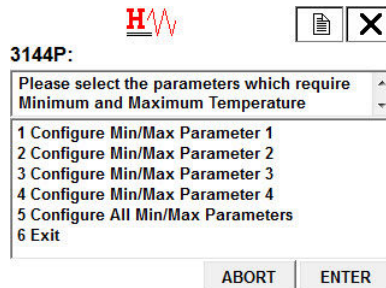 H
3144P:
Please select the parameters which require
Minimum and Maximum Temperature
1 Configure Min/Max Parameter 1
2 Configure Min/Max Parameter 2
3 Configure Min/Max Parameter 3
4 Configure Min/Max Parameter 4
5 Configure All Min/Max Parameters
6 Exit
ABORT ENTER